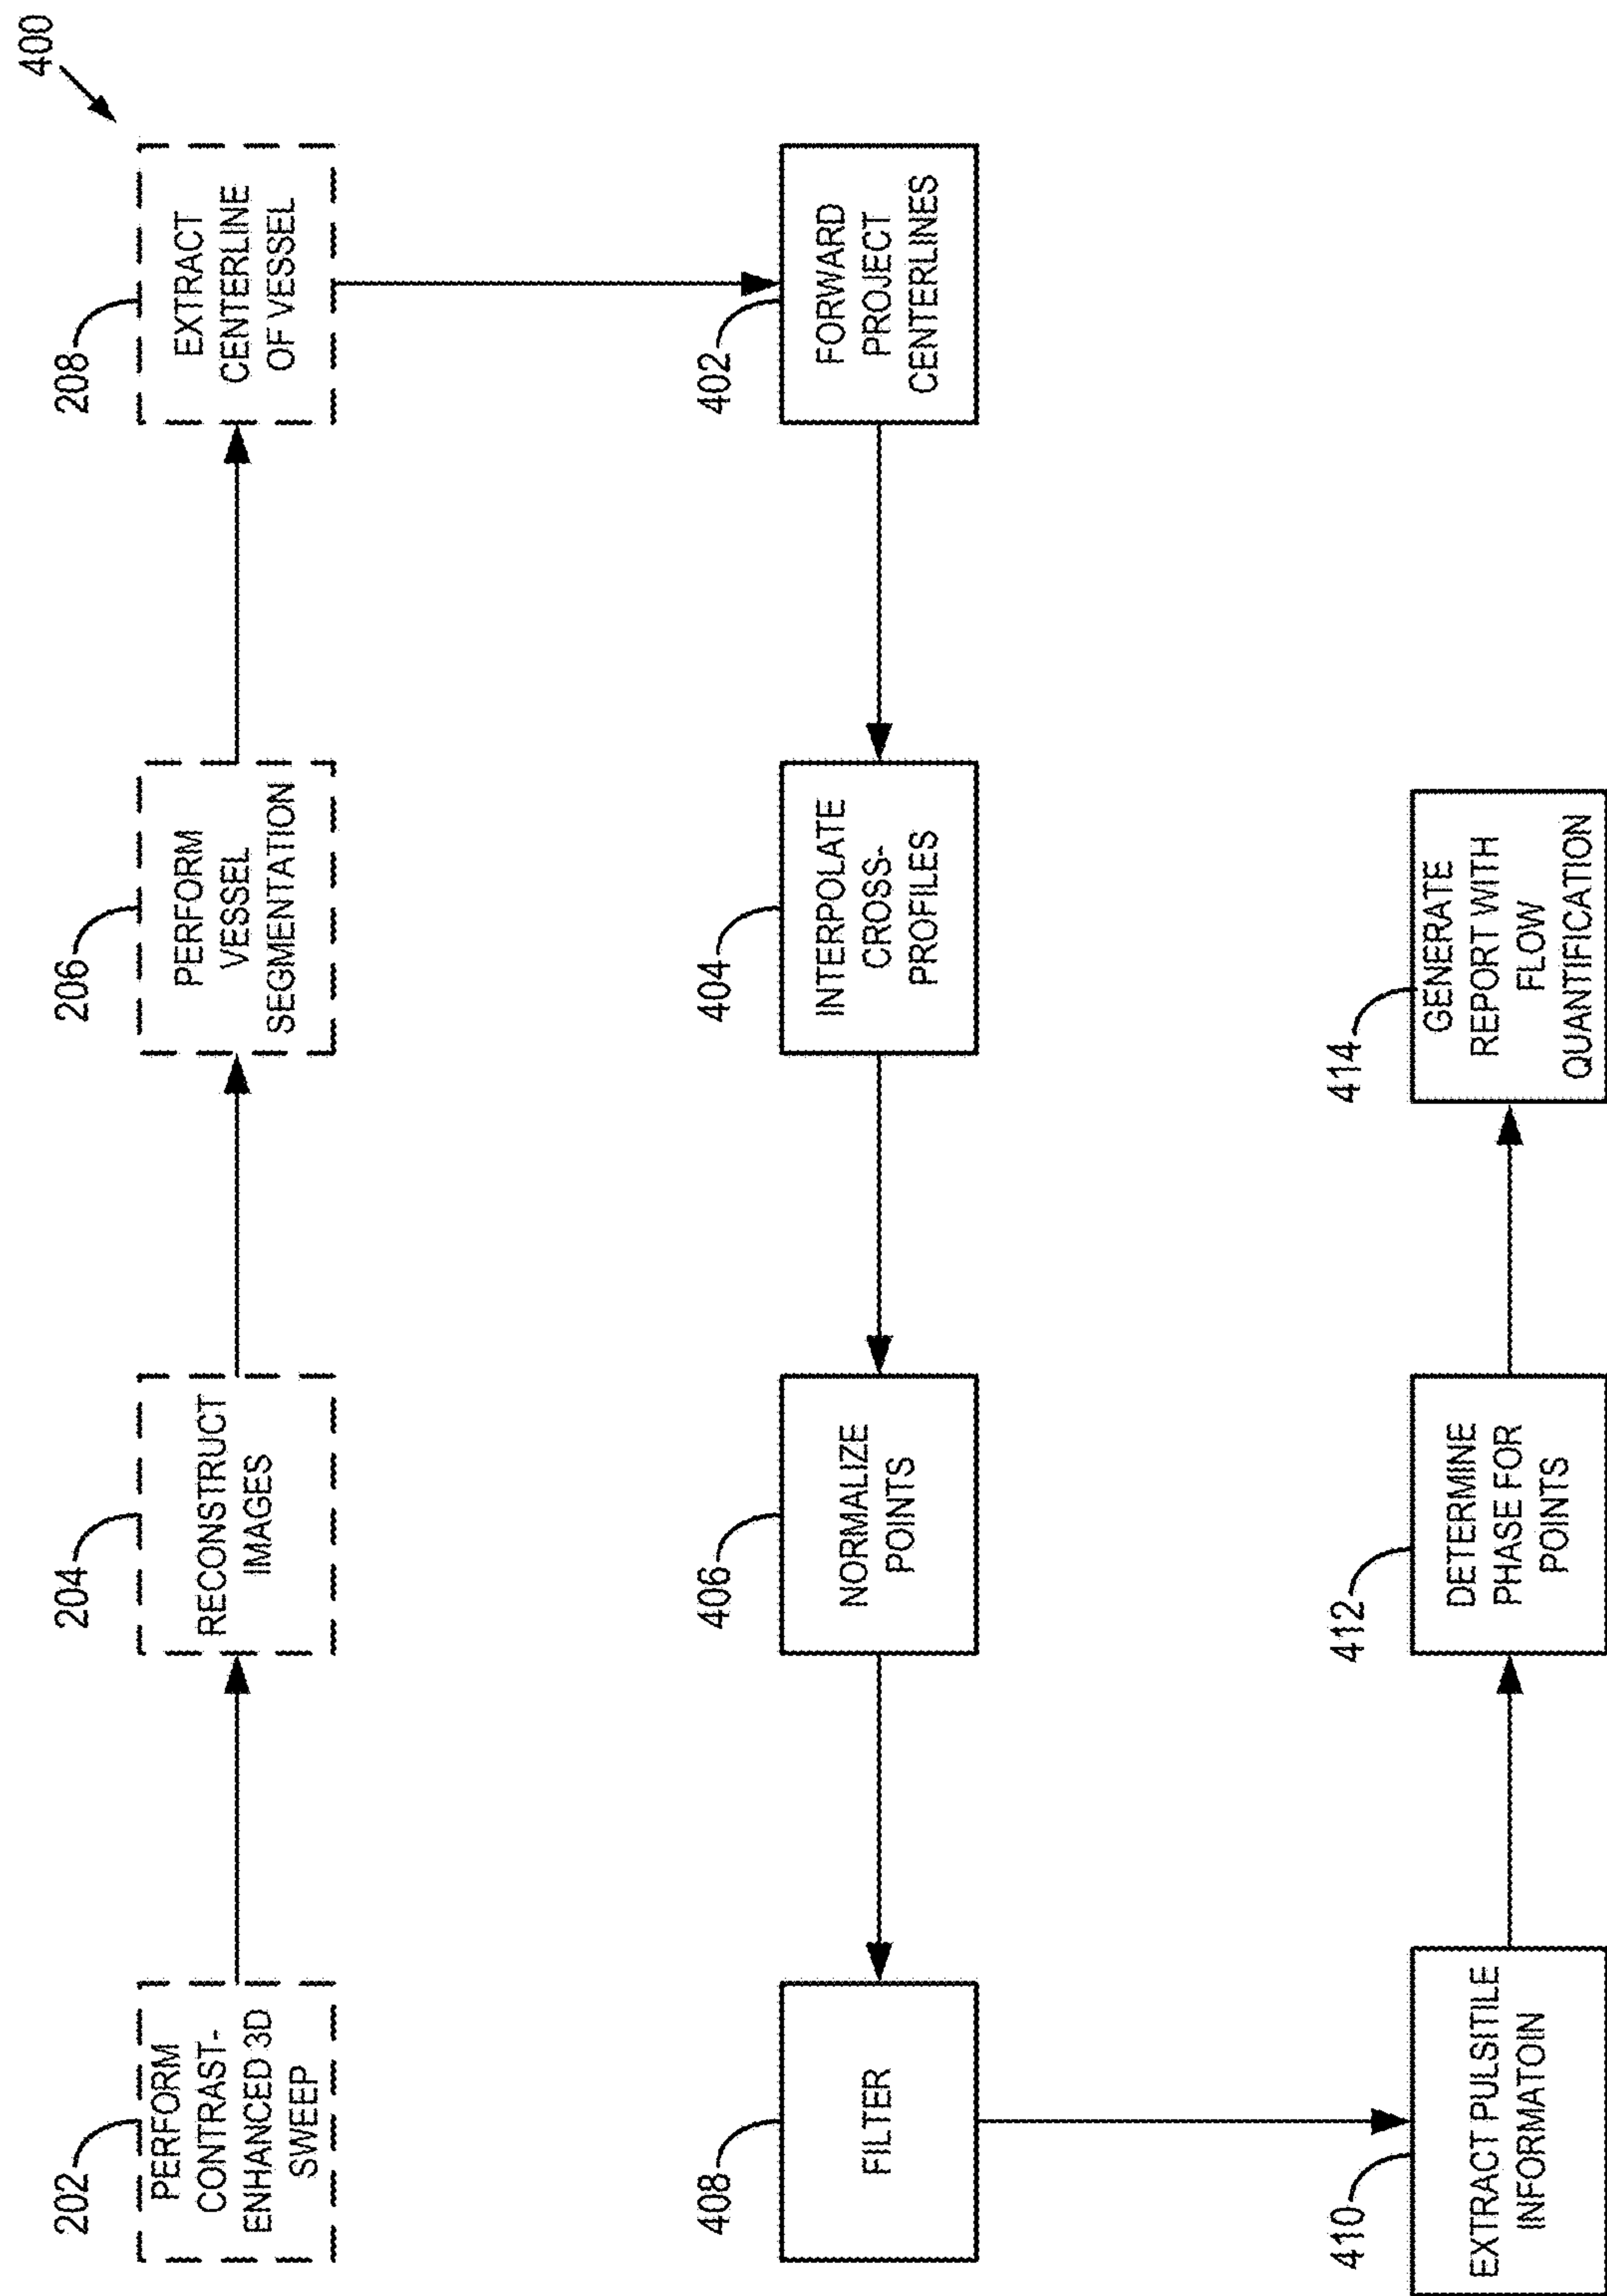 400
202
PERFORM
CONTRAST-
ENHANCED 3D
SWEEP
204
RECONSTRUCT
IMAGES
206
PERFORM
VESSEL
SEGMENTATION
208
EXTRACT
CENTERLINE
OF VESSEL
402
FORWARD
PROJECT
CENTERLINES
404
INTERPOLATE
CROSS-
PROFILES
406
NORMALIZE
POINTS
408
FILTER
410
EXTRACT PULSITILE
INFORMATOIN
412
DETERMINE
PHASE FOR
POINTS
414
GENERATE
REPORT WITH
FLOW
QUANTIFICATION